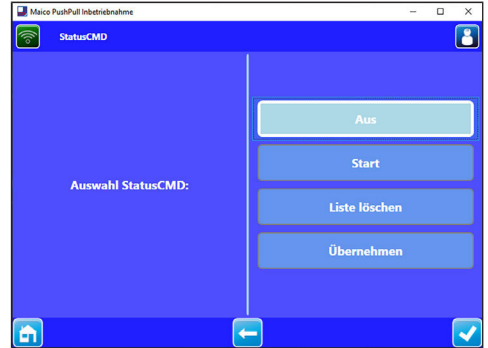 Maico PushPull Inbetriebnahme
StatusCMD
Auswahl StatusCMD:
Aus
Start
Liste löschen
Übernehmen